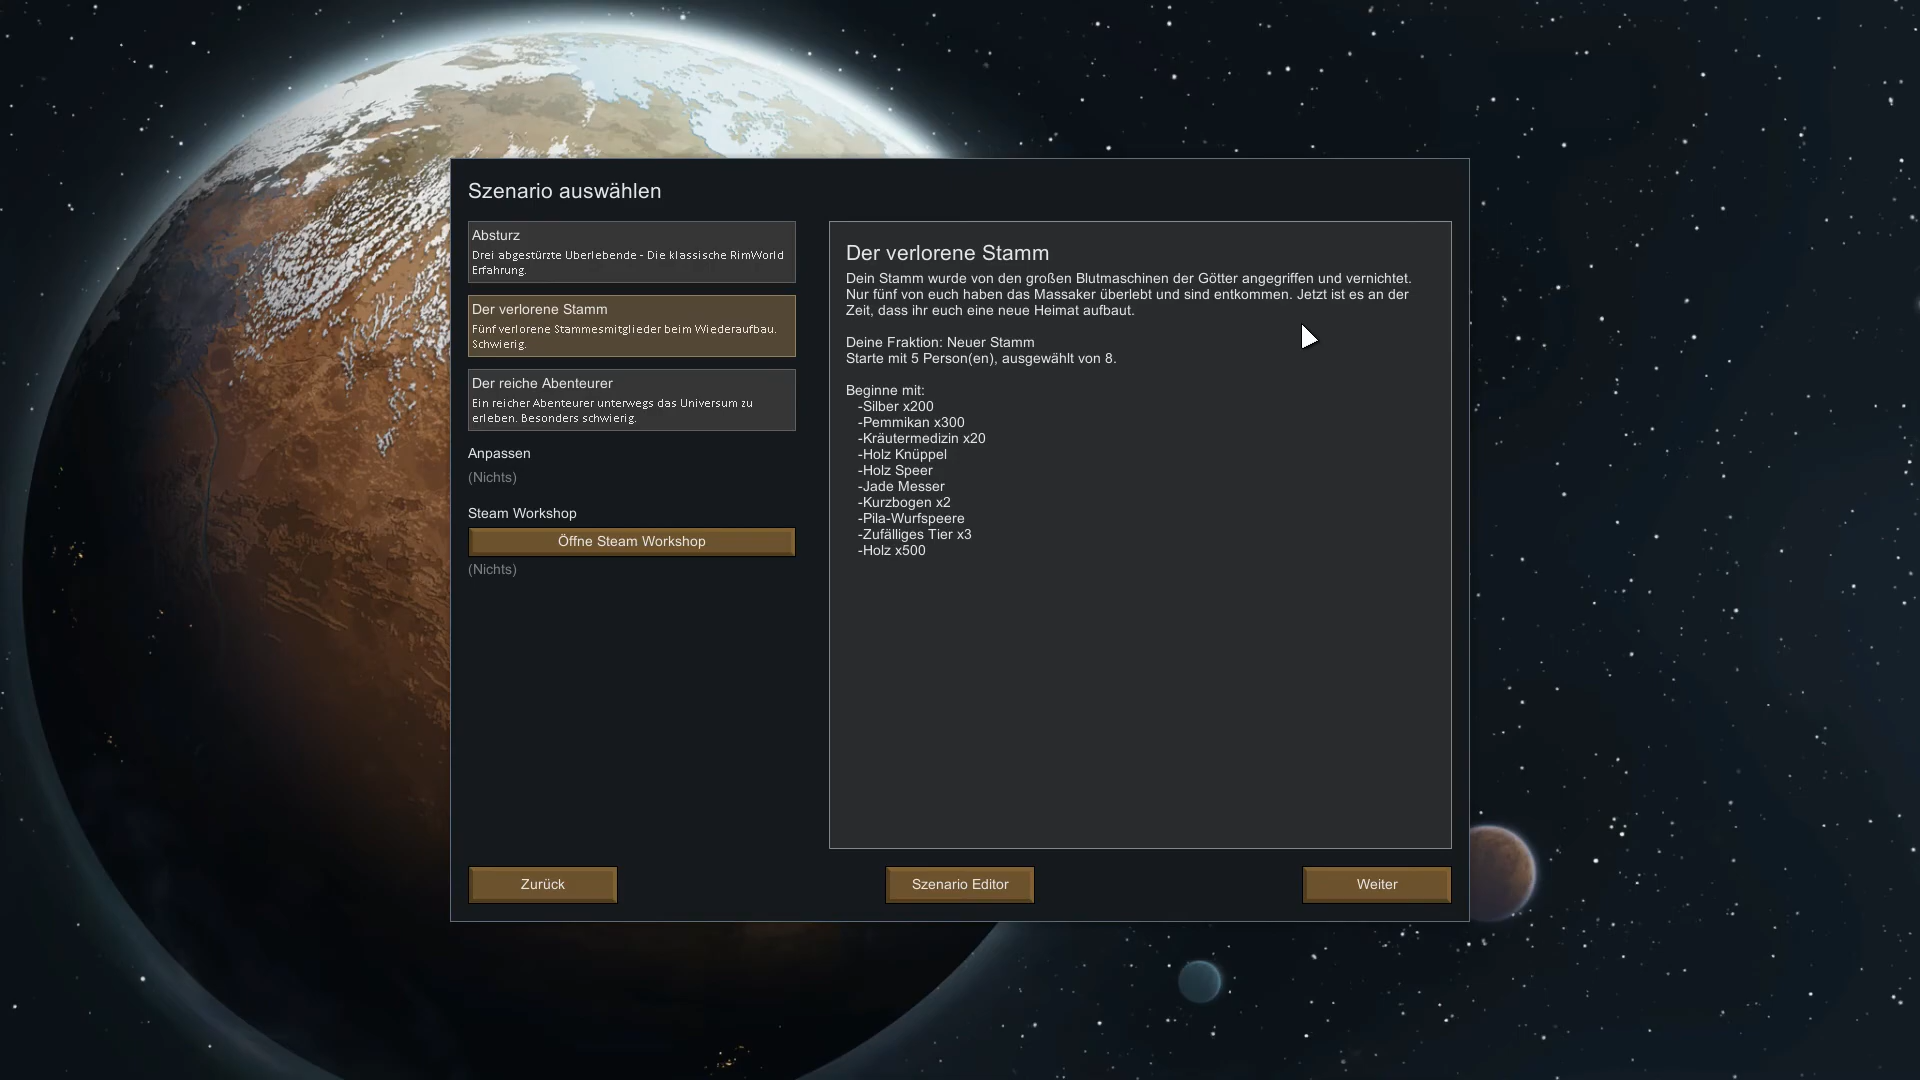 Szenario auswählen
Absturz
Drei abgestürzte Überlebende - Die klassische RimWorld
Erfahrung.
Der verlorene Stamm
Fünf verlorene Stammesmitglieder beim Wiederaufbau.
Schwierig.
Der reiche Abenteurer
Ein reicher Abenteurer unterwegs das Universum zu
erleben. Besonders schwierig.
Anpassen
(Nichts)
Steam Workshop
Öffne Steam Workshop
(Nichts)
Der verlorene Stamm
Dein Stamm wurde von den großen Blutmaschinen der Götter angegriffen und vernichtet.
Nur fünf von euch haben das Massaker überlebt und sind entkommen. Jetzt ist es an der
Zeit, dass ihr euch eine neue Heimat aufbaut.
Deine Fraktion: Neuer Stamm
Starte mit 5 Person(en), ausgewählt von 8.
Beginne mit:
-Silber x200
-Pemmikan x300
-Kräutermedizin x20
-Holz Knüppel
-Holz Speer
-Jade Messer
-Kurzbogen x2
-Pila-Wurfspeere
-Zufälliges Tier x3
-Holz x500
Zurück
Szenario Editor
Weiter